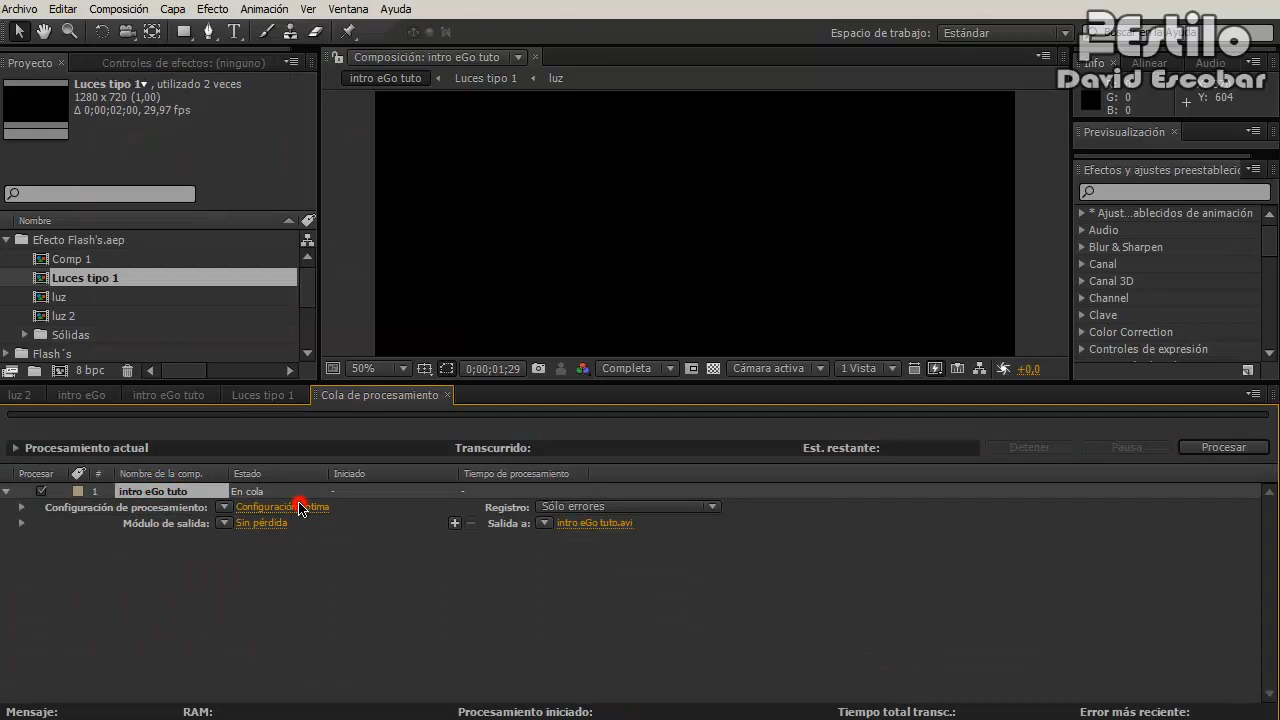 Archivo Editar Composición Capa Efecto Animación Ver Ventana Ayuda
Espacio de trabajo: Estándar
Buscar en la Ayuda
Estilo
David Escobar
Proyecto Controles de efectos: (ninguno)
Composición: intro eGo tuto
Info Alinear Audio
Luces tipo 1 , utilizado 2 veces
1280 x 720 (1,00)
Δ 0;00;02;00, 29,97 fps
intro eGo tuto Luces tipo 1 luz
G: 0
B: 0
Y: 604
Previsualización
Efectos y ajustes preestableci
Nombre
Efecto Flash's.aep
Comp 1
Luces tipo 1
luz
luz 2
Sólidas
Flash´s
8 bpc
* Ajust...ablecidos de animación
Audio
Blur & Sharpen
Canal
Canal 3D
Channel
Clave
Color Correction
Controles de expresión
50% 0;00;01;29 Completa Cámara activa 1 Vista +0,0
luz 2 intro eGo intro eGo tuto Luces tipo 1 Cola de procesamiento
Procesamiento actual Transcurrido: Est. restante: Detener Pausa Procesar
Procesar # Nombre de la comp. Estado Iniciado Tiempo de procesamiento
1 intro eGo tuto En cola - -
Configuración de procesamiento: Configuración óptima Registro: Sólo errores
Módulo de salida: Sin pérdida Salida a: intro eGo tuto.avi
Mensaje: RAM: Procesamiento iniciado: Tiempo total transc.: Error más reciente: